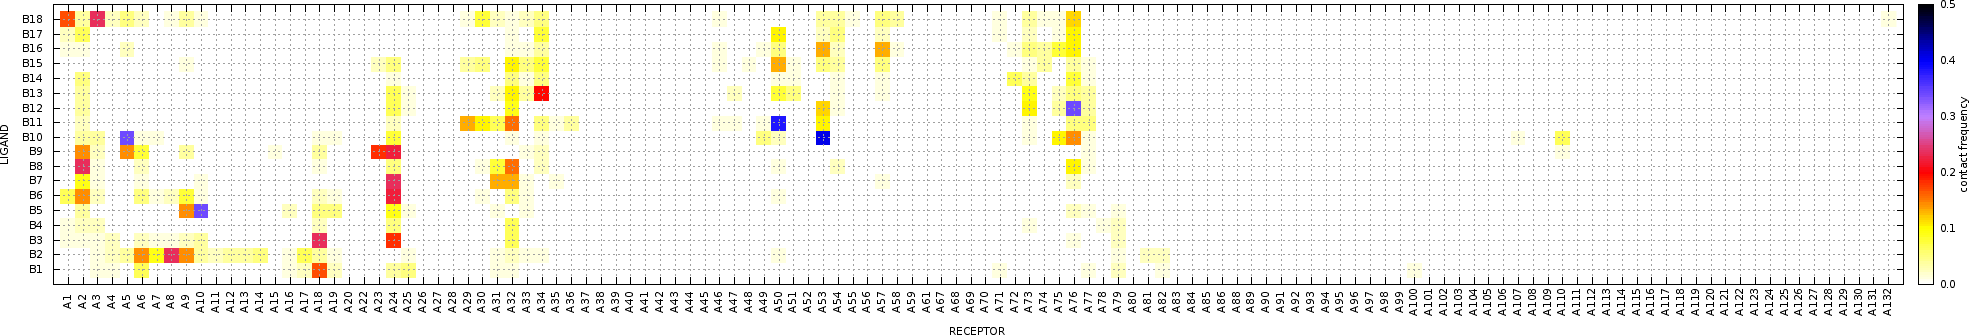 B18
B17
B16
B15
B14
B13
B12
B11
B10
B9
B8
B7
B6
B5
B4
B3
B2
B1
LIGAND
A1 A2 A3 A4 A5 A6 A7 A8 A9 A10 A11 A12 A13 A14 A15 A16 A17 A18 A19 A20 A22 A23 A24 A25 A26 A27 A28 A29 A30 A31 A32 A33 A34 A35 A36 A37 A38 A39 A40 A41 A42 A43 A44 A45 A46 A47 A48 A49 A50 A51 A52 A53 A54 A55 A56 A57 A58 A59 A61 A67 A68 A69 A70 A71 A72 A73 A74 A75 A76 A77 A78 A79 A80 A81 A82 A83 A84 A85 A86 A88 A89 A90 A91 A92 A93 A94 A95 A96 A97 A98 A99 A100 A101 A102 A103 A104 A105 A106 A107 A108 A109 A110 A111 A112 A113 A114 A115 A116 A117 A118 A119 A120 A121 A122 A123 A124 A125 A126 A127 A128 A129 A130 A131 A132
RECEPTOR
0.5
0.4
0.3
0.2
0.1
0.0
contact frequency